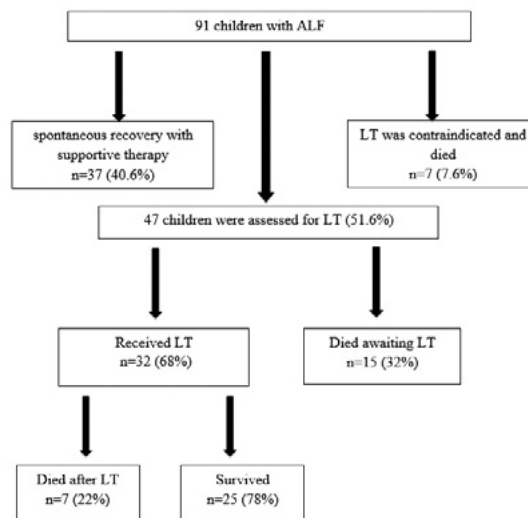 91 children with ALF
spontaneous recovery with
supportive therapy
n=37 (40.6%)
LT was contraindicated and
died
n=7 (7.6%)
47 children were assessed for LT (51.6%)
Received LT
n=32 (68%)
Died awaiting LT
n=15 (32%)
Died after LT
n=7 (22%)
Survived
n=25 (78%)